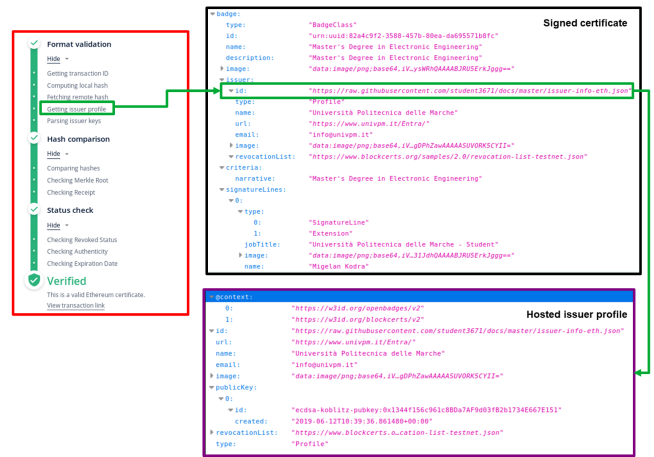 Format validation
Hide
Getting transaction ID
Computing local hash
Fetching remote hash
Getting issuer profile
Parsing issuer keys
Hash comparison
Hide
Comparing hashes
Checking Merkle Root
Checking Receipt
Status check
Hide
Checking Revoked Status
Checking Authenticity
Checking Expiration Date
Verified
This is a valid Ethereum certificate.
View transaction link
Signed certificate
badge:
type: "BadgeClass"
id: "urn:uuid:82a4c9f2-3588-457b-80ea-da695571b8fc"
name: "Master's Degree in Electronic Engineering"
description: "Master's Degree in Electronic Engineering"
image: "data:image/png;base64,iV…ysWRhQAAAABJRU5ErkJggg=="
issuer:
id: "https://raw.githubusercontent.com/student3671/docs/master/issuer-info-eth.json"
type: "Profile"
name: "Università Politecnica delle Marche"
url: "https://www.univpm.it/Entra/"
email: "info@univpm.it"
image: "data:image/png;base64,iV…gDPhZawAAAAASUVORK5CYII="
revocationList: "https://www.blockcerts.org/samples/2.0/revocation-list-testnet.json"
criteria:
narrative: "Master's Degree in Electronic Engineering"
signatureLines:
0:
type:
0: "SignatureLine"
1: "Extension"
jobTitle: "Università Politecnica delle Marche - Student"
image: "data:image/png;base64,iV…31JdhQAAAABJRU5ErkJggg=="
name: "Migelan Kodra"
Hosted issuer profile
@context:
0: "https://w3id.org/openbadges/v2"
1: "https://w3id.org/blockcerts/v2"
id: "https://raw.githubusercontent.com/student3671/docs/master/issuer-info-eth.json"
url: "https://www.univpm.it/Entra/"
name: "Università Politecnica delle Marche"
email: "info@univpm.it"
image: "data:image/png;base64,iV…gDPhZawAAAAASUVORK5CYII="
publicKey:
0:
id: "ecdsa-koblitz-pubkey:0x1344f156c961c8BDa7AF9d03fB2b1734E667E151"
created: "2019-06-12T10:39:36.861480+00:00"
revocationList: "https://www.blockcerts.o…cation-list-testnet.json"
type: "Profile"